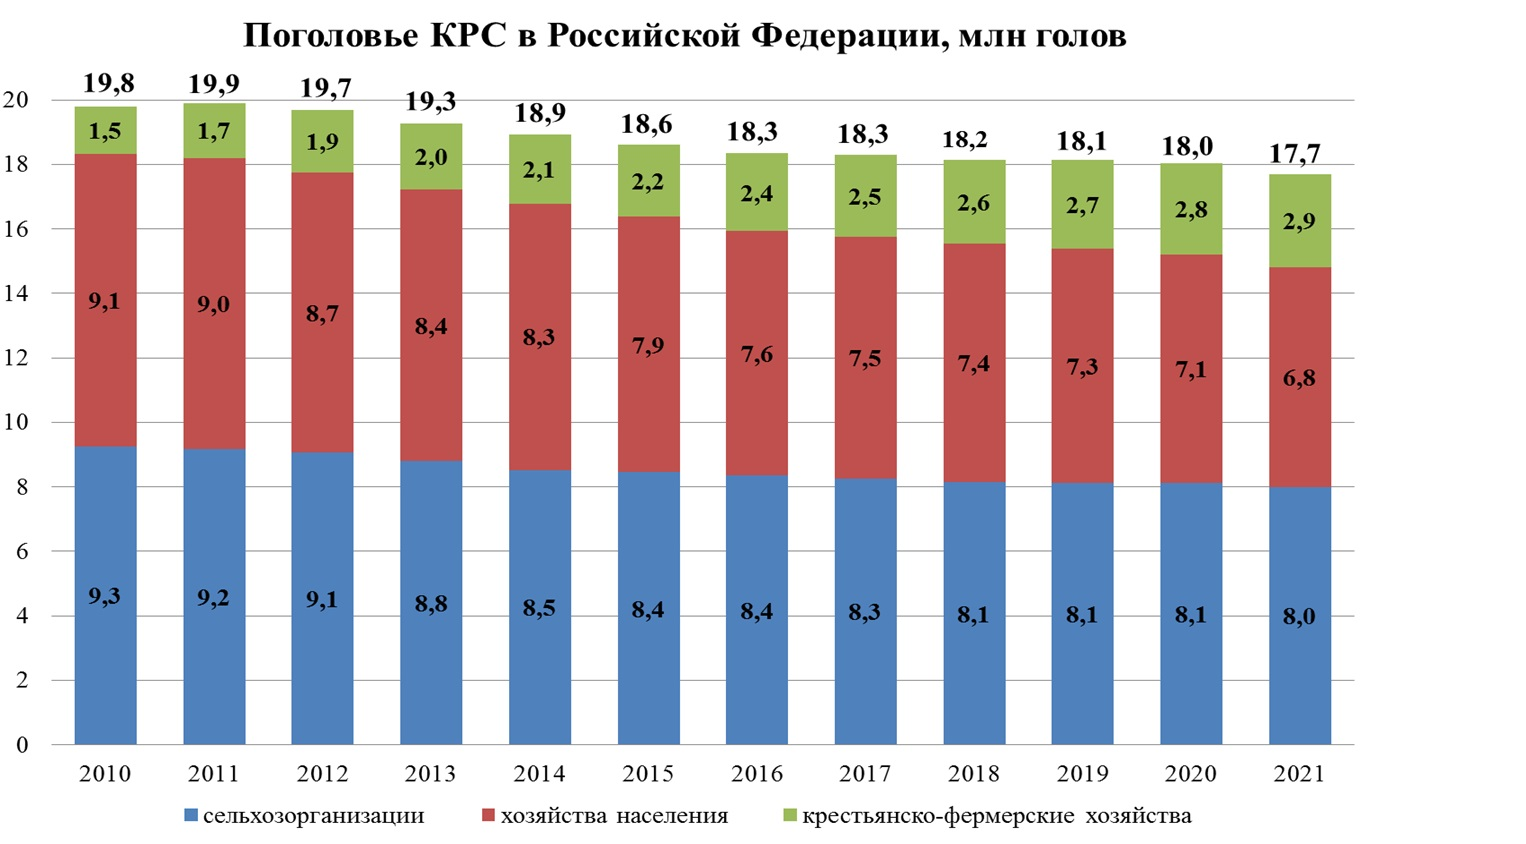 Поголовье КРС в Российской Федерации, млн голов
19,8 19,9 19,7 19,3 18,9 18,6 18,3 18,3 18,2 18,1 18,0 17,7
1,5 1,7 1,9 2,0 2,1 2,2 2,4 2,5 2,6 2,7 2,8 2,9
9,1 9,0 8,7 8,4 8,3 7,9 7,6 7,5 7,4 7,3 7,1 6,8
9,3 9,2 9,1 8,8 8,5 8,4 8,4 8,3 8,1 8,1 8,1 8,0
20
18
16
14
12
10
8
6
4
2
0
2010 2011 2012 2013 2014 2015 2016 2017 2018 2019 2020 2021
сельхозорганизации хозяйства населения крестьянско-фермерские хозяйства